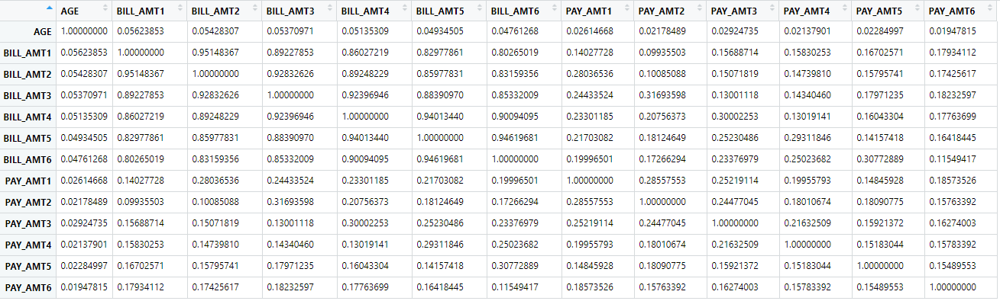 AGE BILL_AMT1 BILL_AMT2 BILL_AMT3 BILL_AMT4 BILL_AMT5 BILL_AMT6 PAY_AMT1 PAY_AMT2 PAY_AMT3 PAY_AMT4 PAY_AMT5 PAY_AMT6
AGE 1.00000000 0.05623853 0.05428307 0.05370971 0.05135309 0.04934505 0.04761268 0.02614668 0.02178489 0.02924735 0.02137901 0.02284997 0.01947815
BILL_AMT1 0.05623853 1.00000000 0.95148367 0.89227853 0.86027219 0.82977861 0.80265019 0.14027728 0.09935503 0.15688714 0.15830253 0.16702571 0.17934112
BILL_AMT2 0.05428307 0.95148367 1.00000000 0.92832626 0.89248229 0.85977831 0.83159356 0.28036536 0.10085088 0.15071819 0.14739810 0.15795741 0.17425617
BILL_AMT3 0.05370971 0.89227853 0.92832626 1.00000000 0.92396946 0.88390970 0.85332009 0.24433524 0.31693598 0.13001118 0.14340460 0.17971235 0.18232597
BILL_AMT4 0.05135309 0.86027219 0.89248229 0.92396946 1.00000000 0.94013440 0.90094095 0.23301185 0.20756373 0.30002253 0.13019141 0.16043304 0.17763699
BILL_AMT5 0.04934505 0.82977861 0.85977831 0.88390970 0.94013440 1.00000000 0.94619681 0.21703082 0.18124649 0.25230486 0.29311846 0.14157418 0.16418445
BILL_AMT6 0.04761268 0.80265019 0.83159356 0.85332009 0.90094095 0.94619681 1.00000000 0.19996501 0.17266294 0.23376979 0.25023682 0.30772889 0.11549417
PAY_AMT1 0.02614668 0.14027728 0.28036536 0.24433524 0.23301185 0.21703082 0.19996501 1.00000000 0.28557553 0.25219114 0.19955793 0.14845928 0.18573526
PAY_AMT2 0.02178489 0.09935503 0.10085088 0.31693598 0.20756373 0.18124649 0.17266294 0.28557553 1.00000000 0.24477045 0.18010674 0.18090775 0.15763392
PAY_AMT3 0.02924735 0.15688714 0.15071819 0.13001118 0.30002253 0.25230486 0.23376979 0.25219114 0.24477045 1.00000000 0.21632509 0.15921372 0.16274003
PAY_AMT4 0.02137901 0.15830253 0.14739810 0.14340460 0.13019141 0.29311846 0.25023682 0.19955793 0.18010674 0.21632509 1.00000000 0.15183044 0.15783392
PAY_AMT5 0.02284997 0.16702571 0.15795741 0.17971235 0.16043304 0.14157418 0.30772889 0.14845928 0.18090775 0.15921372 0.15183044 1.00000000 0.15489553
PAY_AMT6 0.01947815 0.17934112 0.17425617 0.18232597 0.17763699 0.16418445 0.11549417 0.18573526 0.15763392 0.16274003 0.15783392 0.15489553 1.00000000